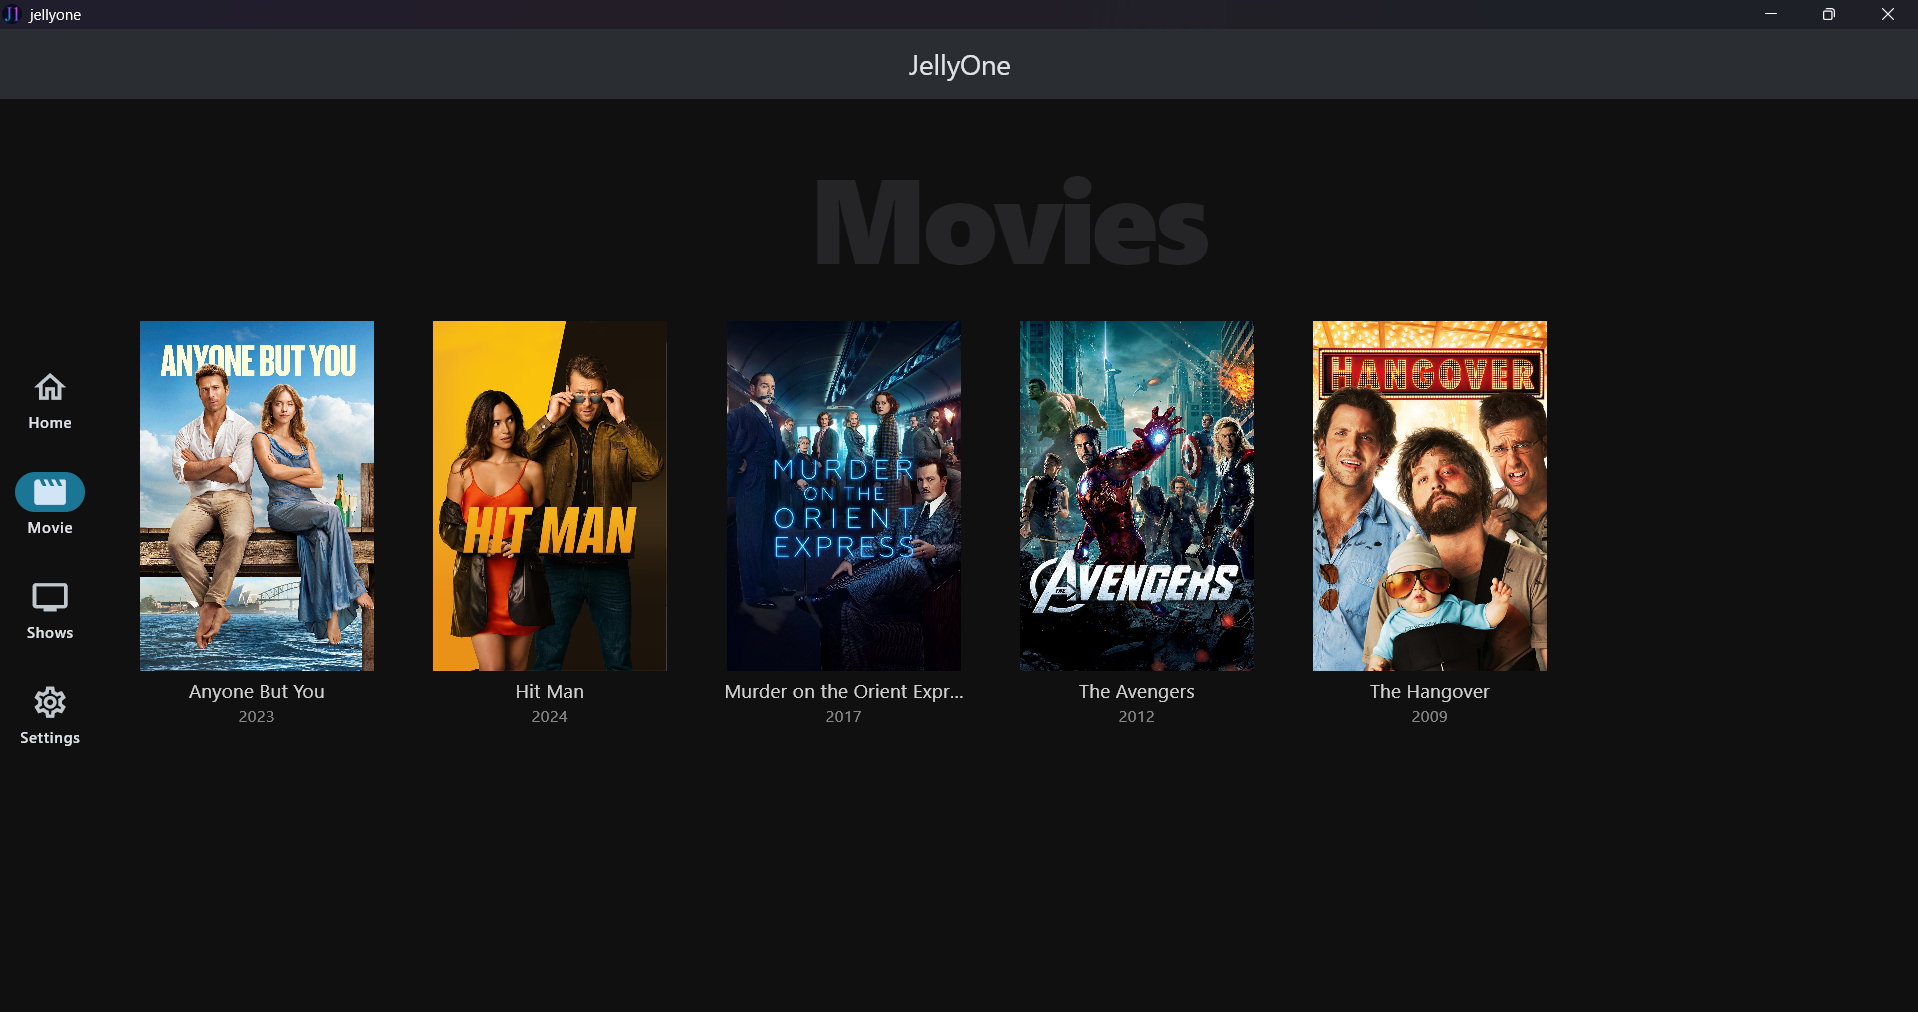 J1 jellyone
JellyOne
Movies
Home
Movie
Shows
Settings
ANYONE BUT YOU
Anyone But You
2023
HIT MAN
Hit Man
2024
MURDER
ON THE
ORIENT
EXPRESS
Murder on the Orient Expr...
2017
THE AVENGERS
The Avengers
2012
HANGOVER
The Hangover
2009